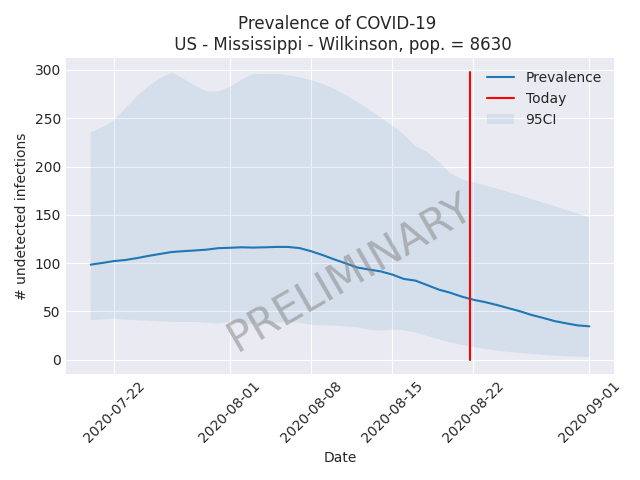 Prevalence of COVID-19
US - Mississippi - Wilkinson, pop. = 8630
300
250
200
150
100
50
0
# undetected infections
Prevalence
Today
95CI
PRELIMINARY
2020-07-22
2020-08-01
2020-08-08
2020-08-15
2020-08-22
2020-09-01
Date